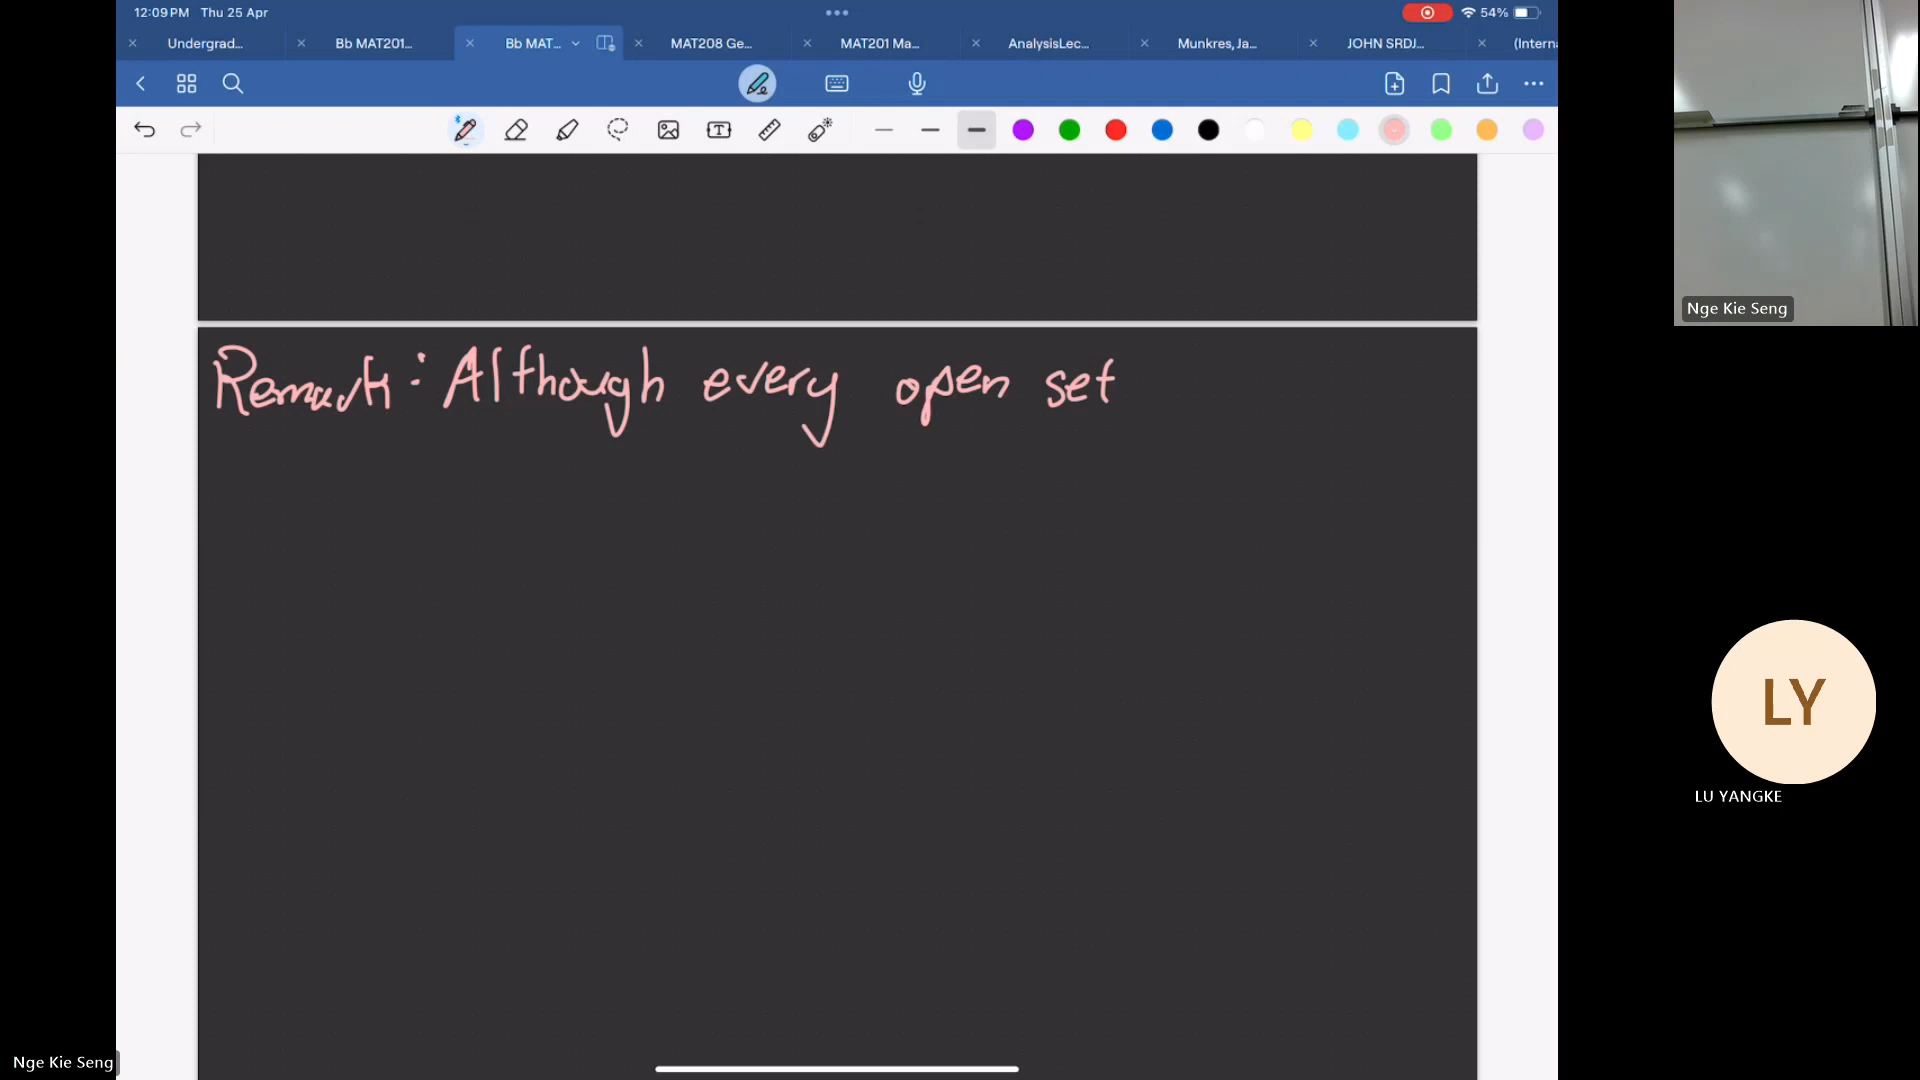 12:09 PM Thu 25 Apr
54%
Undergrad...
Bb MAT201...
Bb MAT...
MAT208 Ge...
MAT201 Ma...
AnalysisLec...
Munkres, Ja...
JOHN SRDJ...
(Intern
Remark: Although every open set
Nge Kie Seng
LY
LU YANGKE
Nge Kie Seng